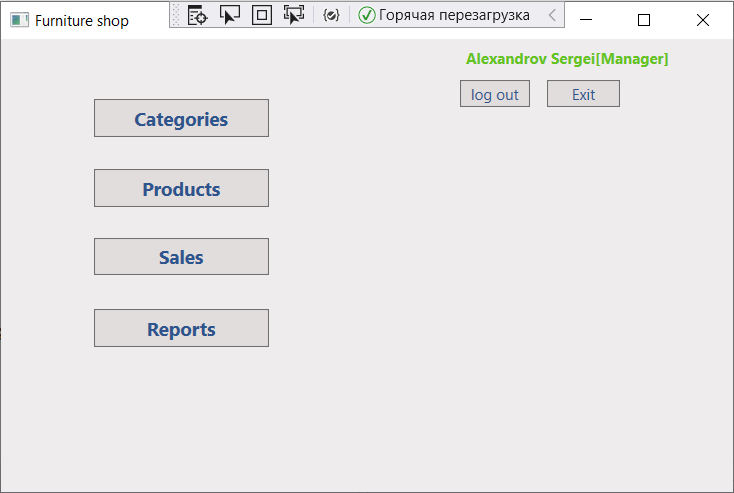 Furniture shop
Горячая перезагрузка
Alexandrov Sergei[Manager]
log out
Exit
Categories
Products
Sales
Reports